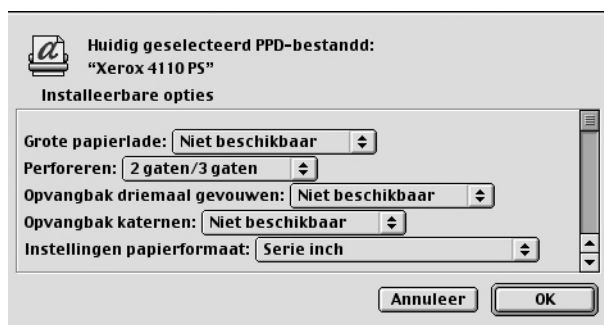 Huidig geselecteerd PPD-bestandd:
“Xerox 4110 PS”
Installeerbare opties
Grote papierlade: Niet beschikbaar
Perforeren: 2 gaten/3 gaten
Opvangbak driemaal gevouwen: Niet beschikbaar
Opvangbak katernen: Niet beschikbaar
Instellingen papierformaat: Serie inch
Annuleer OK